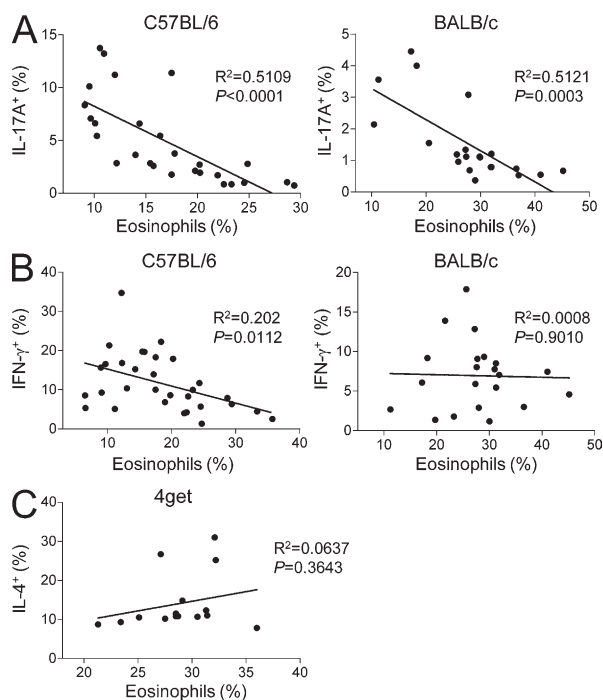 A
C57BL/6
IL-17A⁺ (%)
15
10
5
0
R²=0.5109
P<0.0001
10
15
20
25
30
Eosinophils (%)
BALB/c
IL-17A⁺ (%)
5
4
3
2
1
0
R²=0.5121
P=0.0003
10
20
30
40
50
Eosinophils (%)
B
C57BL/6
IFN-γ⁺ (%)
40
30
20
10
0
R²=0.202
P=0.0112
10
20
30
40
Eosinophils (%)
BALB/c
IFN-γ⁺ (%)
20
15
10
5
0
R²=0.0008
P=0.9010
10
20
30
40
50
Eosinophils (%)
C
4get
IL-4⁺ (%)
40
30
20
10
0
R²=0.0637
P=0.3643
20
25
30
35
40
Eosinophils (%)